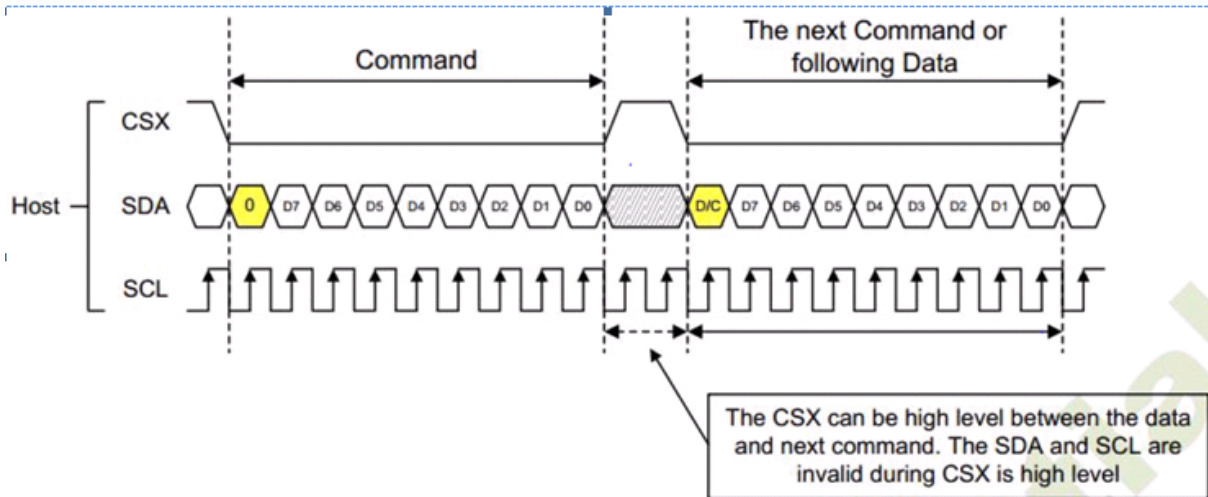 Command
The next Command or
following Data
CSX
Host
SDA
0 D7 D6 D5 D4 D3 D2 D1 D0
D/C D7 D6 D5 D4 D3 D2 D1 D0
SCL
The CSX can be high level between the data
and next command. The SDA and SCL are
invalid during CSX is high level